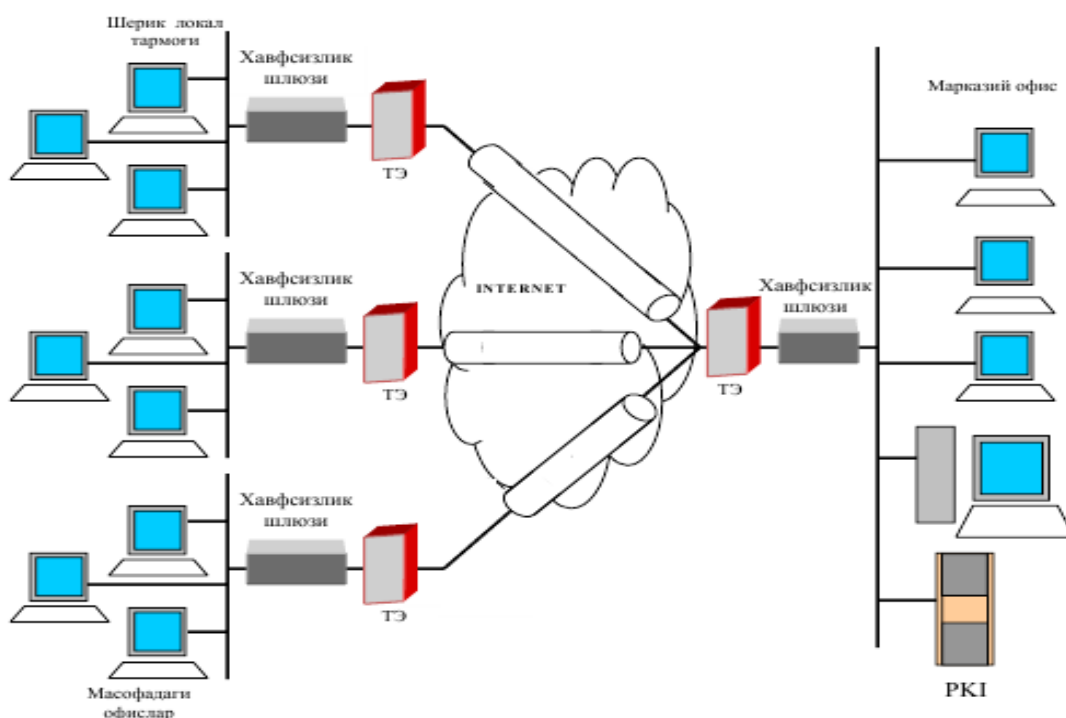 Шерик локал
тармоғи
Хавфсизлик
шлюзи
ТЭ
Марказий офис
Хавфсизлик
шлюзи
ТЭ
INTERNET
Хавфсизлик
шлюзи
ТЭ
Хавфсизлик
шлюзи
ТЭ
Масофадаги
офислар
PKI